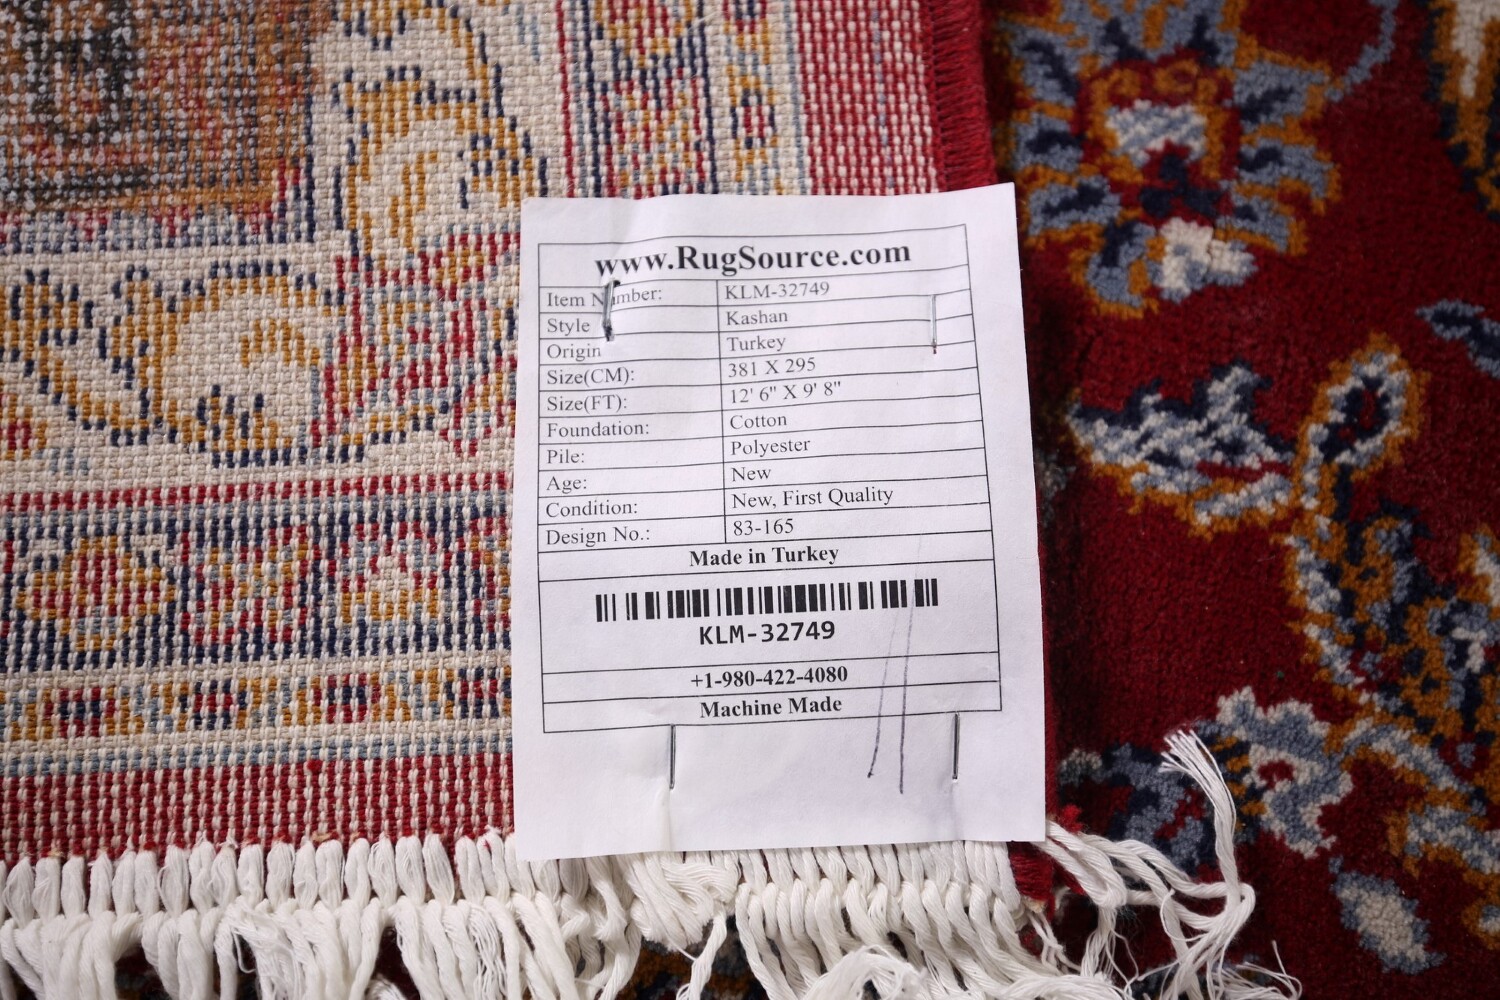 www.RugSource.com
Item Number: KLM-32749
Style Kashan
Origin Turkey
Size(CM): 381 X 295
Size(FT): 12' 6" X 9' 8"
Foundation: Cotton
Pile: Polyester
Age: New
Condition: New, First Quality
Design No.: 83-165
Made in Turkey
KLM-32749
+1-980-422-4080
Machine Made